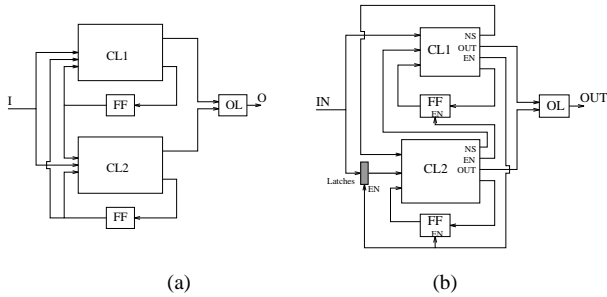 CL1
I
FF
OL
O
CL2
FF
(a)
NS
OUT
EN
CL1
IN
FF
EN
OL
OUT
NS
EN
OUT
CL2
Latches
EN
FF
EN
(b)